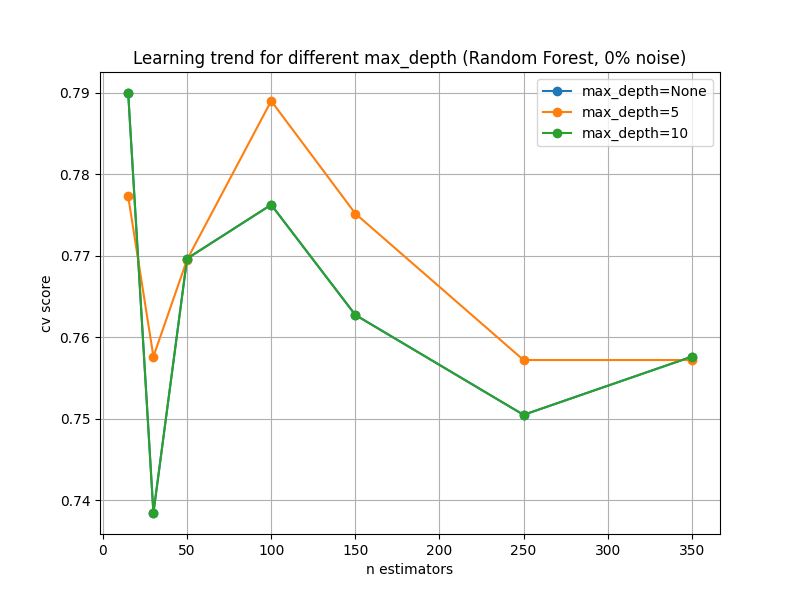 Learning trend for different max_depth (Random Forest, 0% noise)
max_depth=None
max_depth=5
max_depth=10
cv score
0.79
0.78
0.77
0.76
0.75
0.74
0
50
100
150
200
250
300
350
n estimators